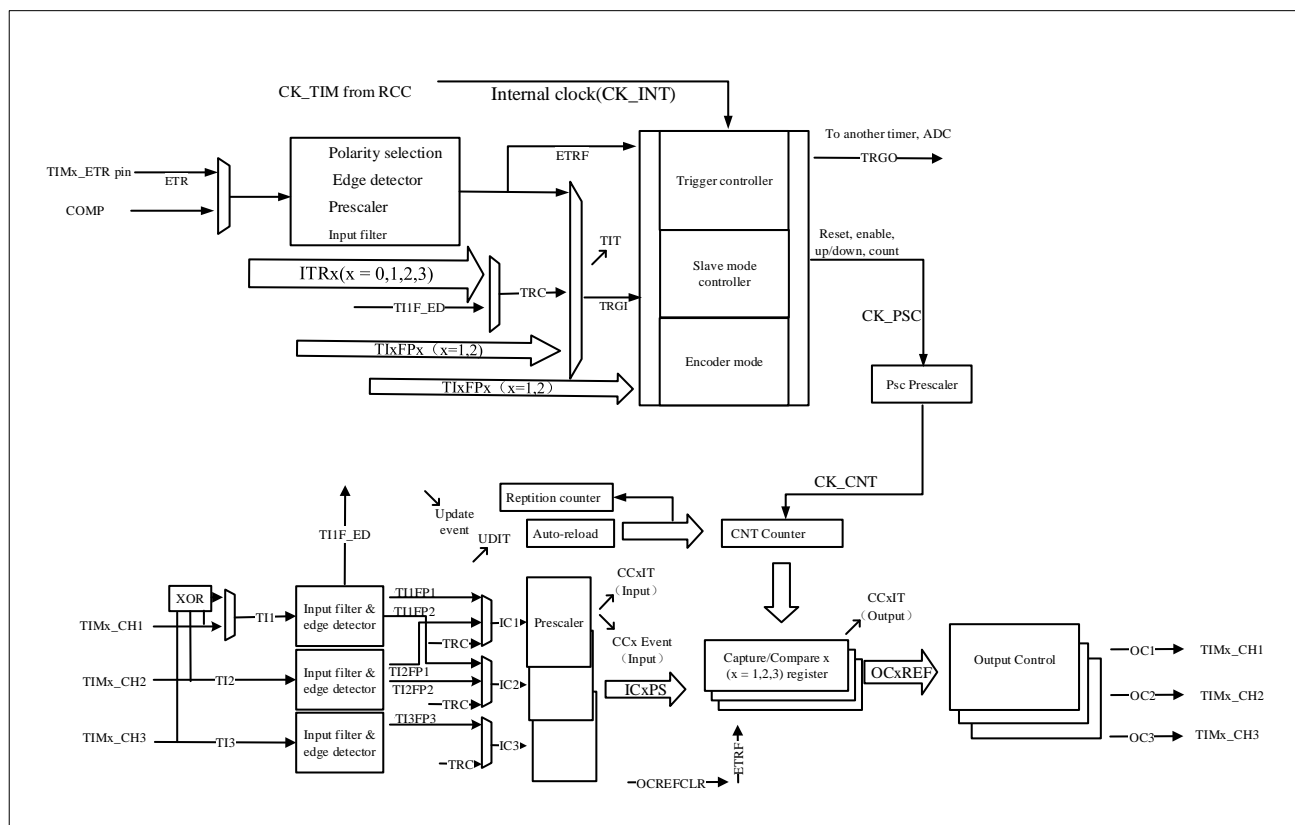 CK_TIM from RCC
Internal clock(CK_INT)
To another timer, ADC
TRGO
Polarity selection
Edge detector
Prescaler
Input filter
ETRF
TIMx_ETR pin
ETR
COMP
Trigger controller
Slave mode
controller
Encoder mode
Reset, enable,
up/down, count
TIT
ITRx(x = 0,1,2,3)
TI1F_ED
TRC
TRGI
TIxFPx（x=1,2)
TIxFPx（x=1,2)
CK_PSC
Psc Prescaler
CK_CNT
Reptition counter
Auto-reload
CNT Counter
Update
event
UDIT
TI1F_ED
XOR
TIMx_CH1
TI1
Input filter &
edge detector
TI1FP1
TI1FP2
TRC
IC1
Prescaler
CCxIT
（Input）
CCx Event
（Input）
TIMx_CH2
TI2
Input filter &
edge detector
TI2FP1
TI2FP2
TRC
IC2
ICxPS
TIMx_CH3
TI3
Input filter &
edge detector
TI3FP3
TRC
IC3
Capture/Compare x
(x = 1,2,3) register
CCxIT
（Output）
OCxREF
ETRF
OCREFCLR
Output Control
OC1
TIMx_CH1
OC2
TIMx_CH2
OC3
TIMx_CH3